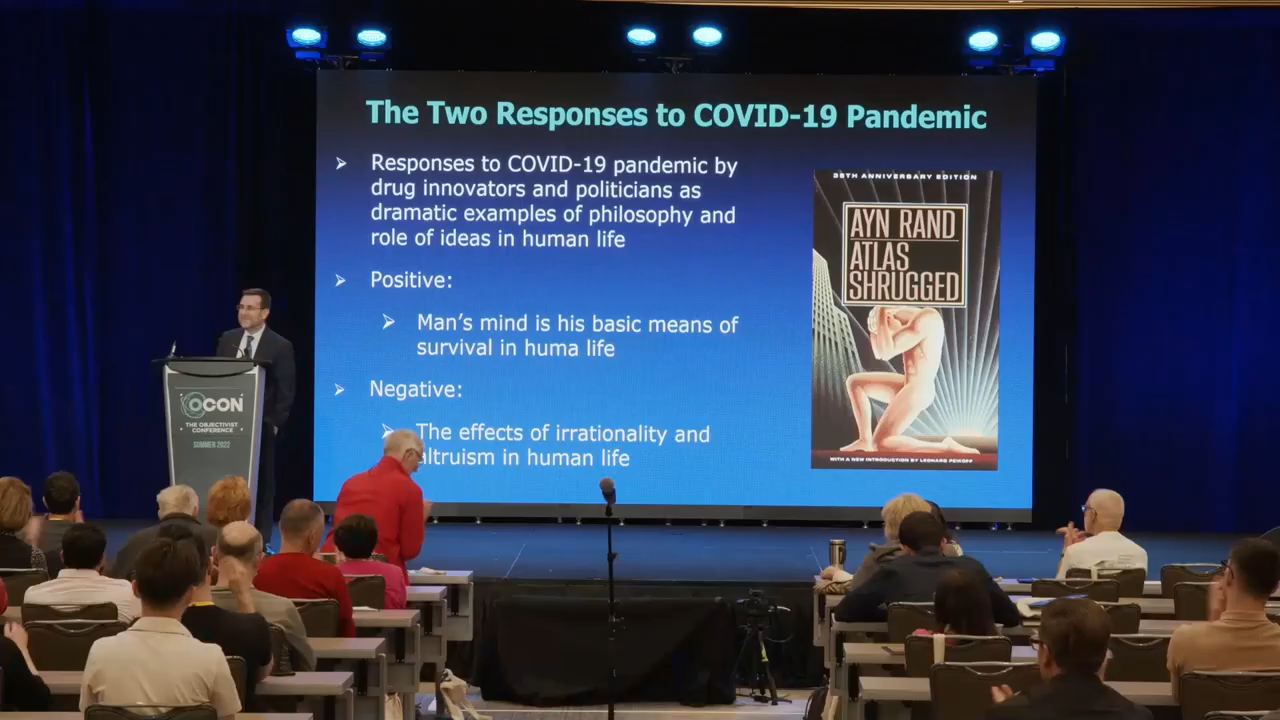 The Two Responses to COVID-19 Pandemic
Responses to COVID-19 pandemic by
drug innovators and politicians as
dramatic examples of philosophy and
role of ideas in human life
Positive:
Man's mind is his basic means of
survival in huma life
Negative:
The effects of irrationality and
altruism in human life
35TH ANNIVERSARY EDITION
AYN RAND
ATLAS
SHRUGGED
WITH A NEW INTRODUCTION BY LEONARD PEIKOFF
OCON
THE OBJECTIVIST
CONFERENCE
SUMMER 2022